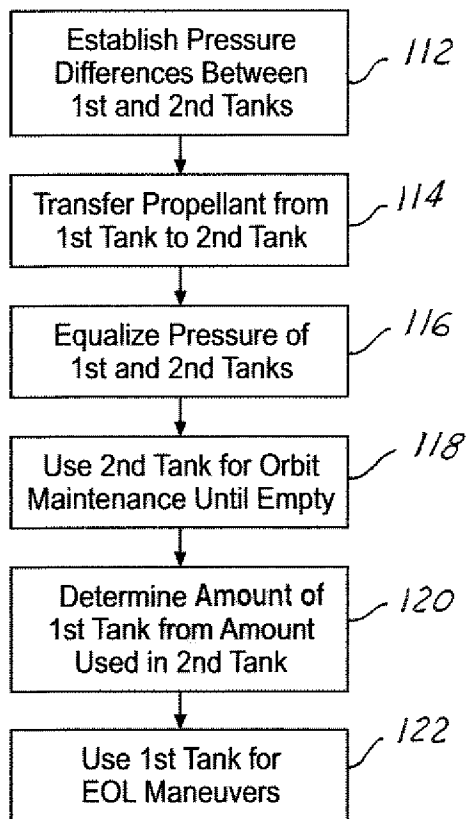 Establish Pressure
Differences Between
1st and 2nd Tanks
112
Transfer Propellant from
1st Tank to 2nd Tank
114
Equalize Pressure of
1st and 2nd Tanks
116
Use 2nd Tank for Orbit
Maintenance Until Empty
118
Determine Amount of
1st Tank from Amount
Used in 2nd Tank
120
Use 1st Tank for
EOL Maneuvers
122